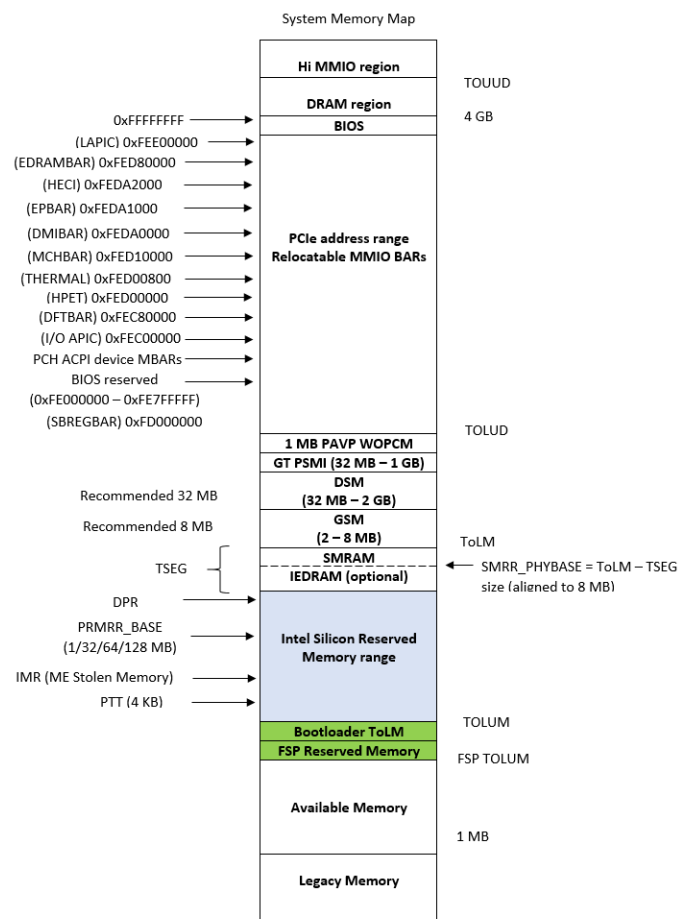 System Memory Map
Hi MMIO region
TOUUD
DRAM region
0xFFFFFFFF
4 GB
BIOS
(LAPIC) 0xFEE00000
(EDRAMBAR) 0xFED80000
(HECI) 0xFEDA2000
(EPBAR) 0xFEDA1000
(DMIBAR) 0xFEDA0000
PCIe address range
Relocatable MMIO BARs
(MCHBAR) 0xFED10000
(THERMAL) 0xFED00800
(HPET) 0xFED00000
(DFTBAR) 0xFEC80000
(I/O APIC) 0xFEC00000
PCH ACPI device MBARs
BIOS reserved
(0xFE000000 – 0xFE7FFFFF)
(SBREGBAR) 0xFD000000
TOLUD
1 MB PAVP WOPCM
GT PSMI (32 MB – 1 GB)
DSM
(32 MB – 2 GB)
Recommended 32 MB
GSM
(2 – 8 MB)
Recommended 8 MB
ToLM
SMRAM
TSEG
IEDRAM (optional)
SMRR_PHYBASE = ToLM – TSEG
size (aligned to 8 MB)
DPR
PRMRR_BASE
(1/32/64/128 MB)
Intel Silicon Reserved
Memory range
IMR (ME Stolen Memory)
PTT (4 KB)
TOLUM
Bootloader ToLM
FSP Reserved Memory
FSP TOLUM
Available Memory
1 MB
Legacy Memory